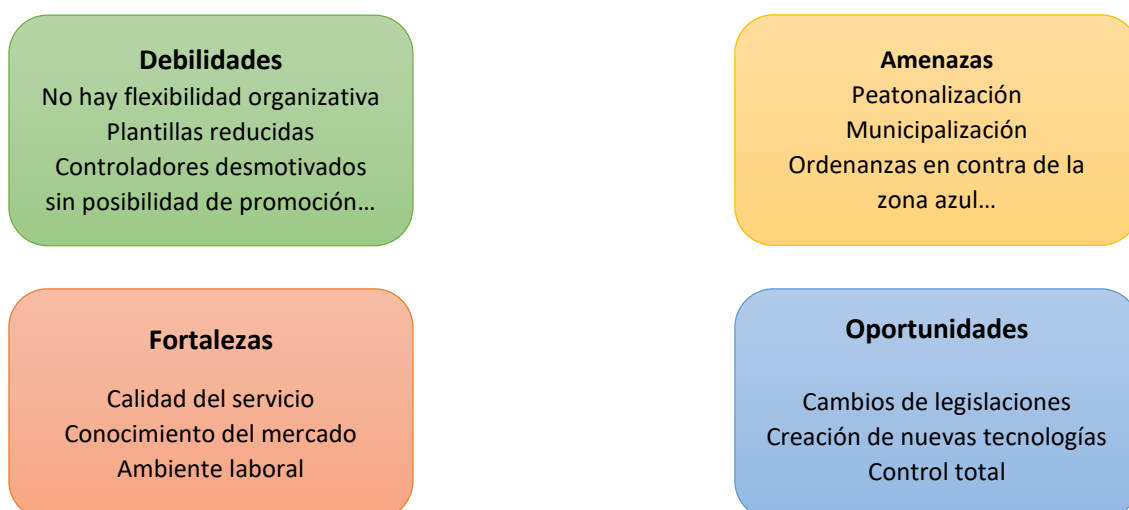 Debilidades
No hay flexibilidad organizativa
Plantillas reducidas
Controladores desmotivados
sin posibilidad de promoción…
Amenazas
Peatonalización
Municipalización
Ordenanzas en contra de la
zona azul…
Fortalezas
Calidad del servicio
Conocimiento del mercado
Ambiente laboral
Oportunidades
Cambios de legislaciones
Creación de nuevas tecnologías
Control total